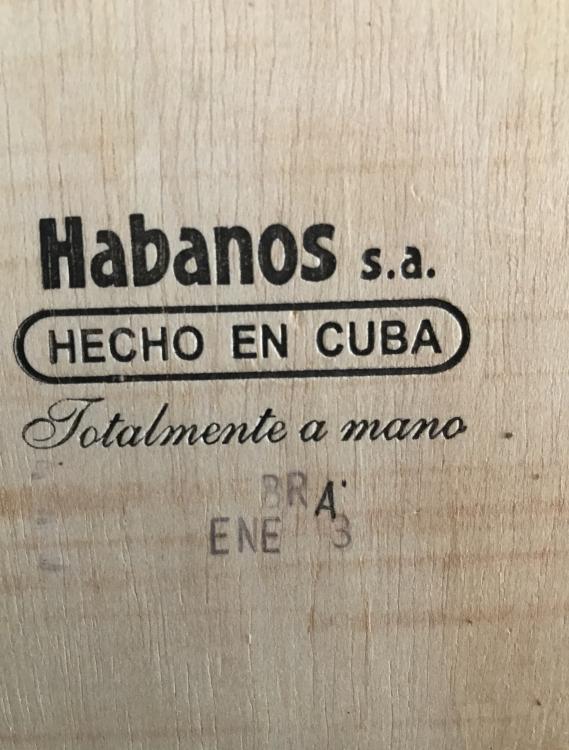 Habanos s.a.
HECHO EN CUBA
Totalmente a mano
BRA
ENE 3